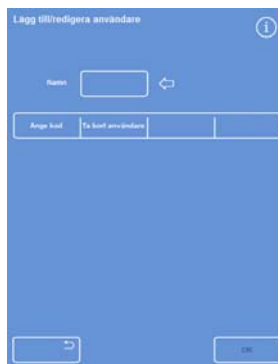 Lägg till/redigera användare
i
Namn
Ange kod
Ta bort användare
OK